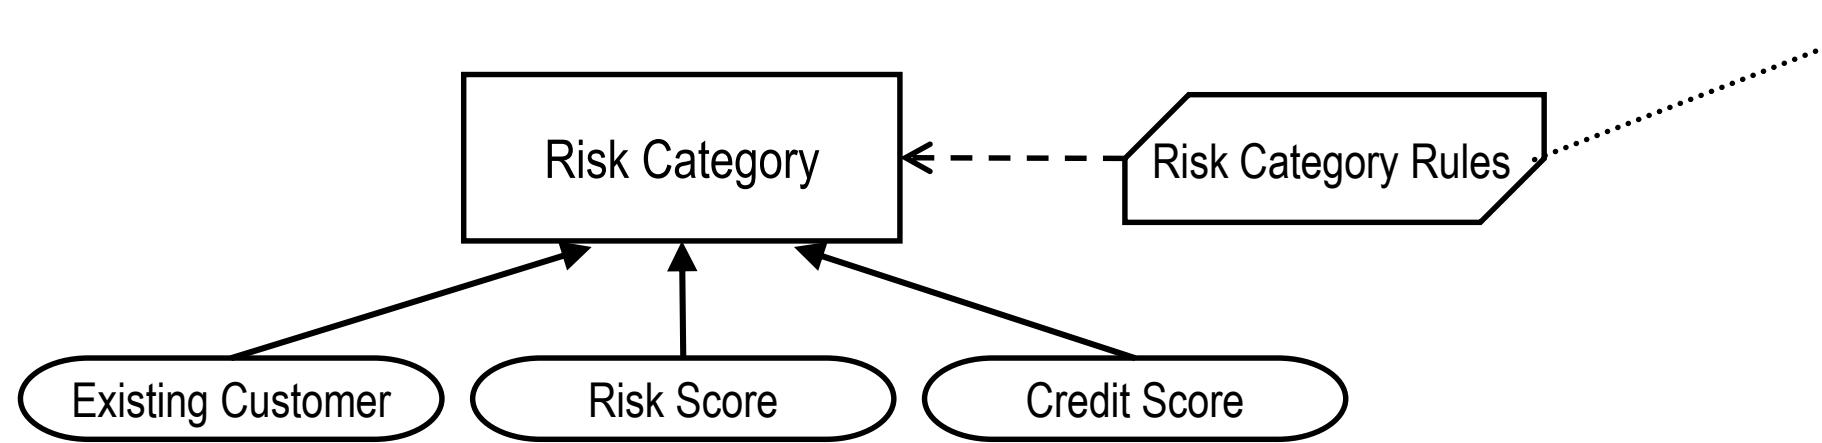 Risk Category
Risk Category Rules
Existing Customer
Risk Score
Credit Score